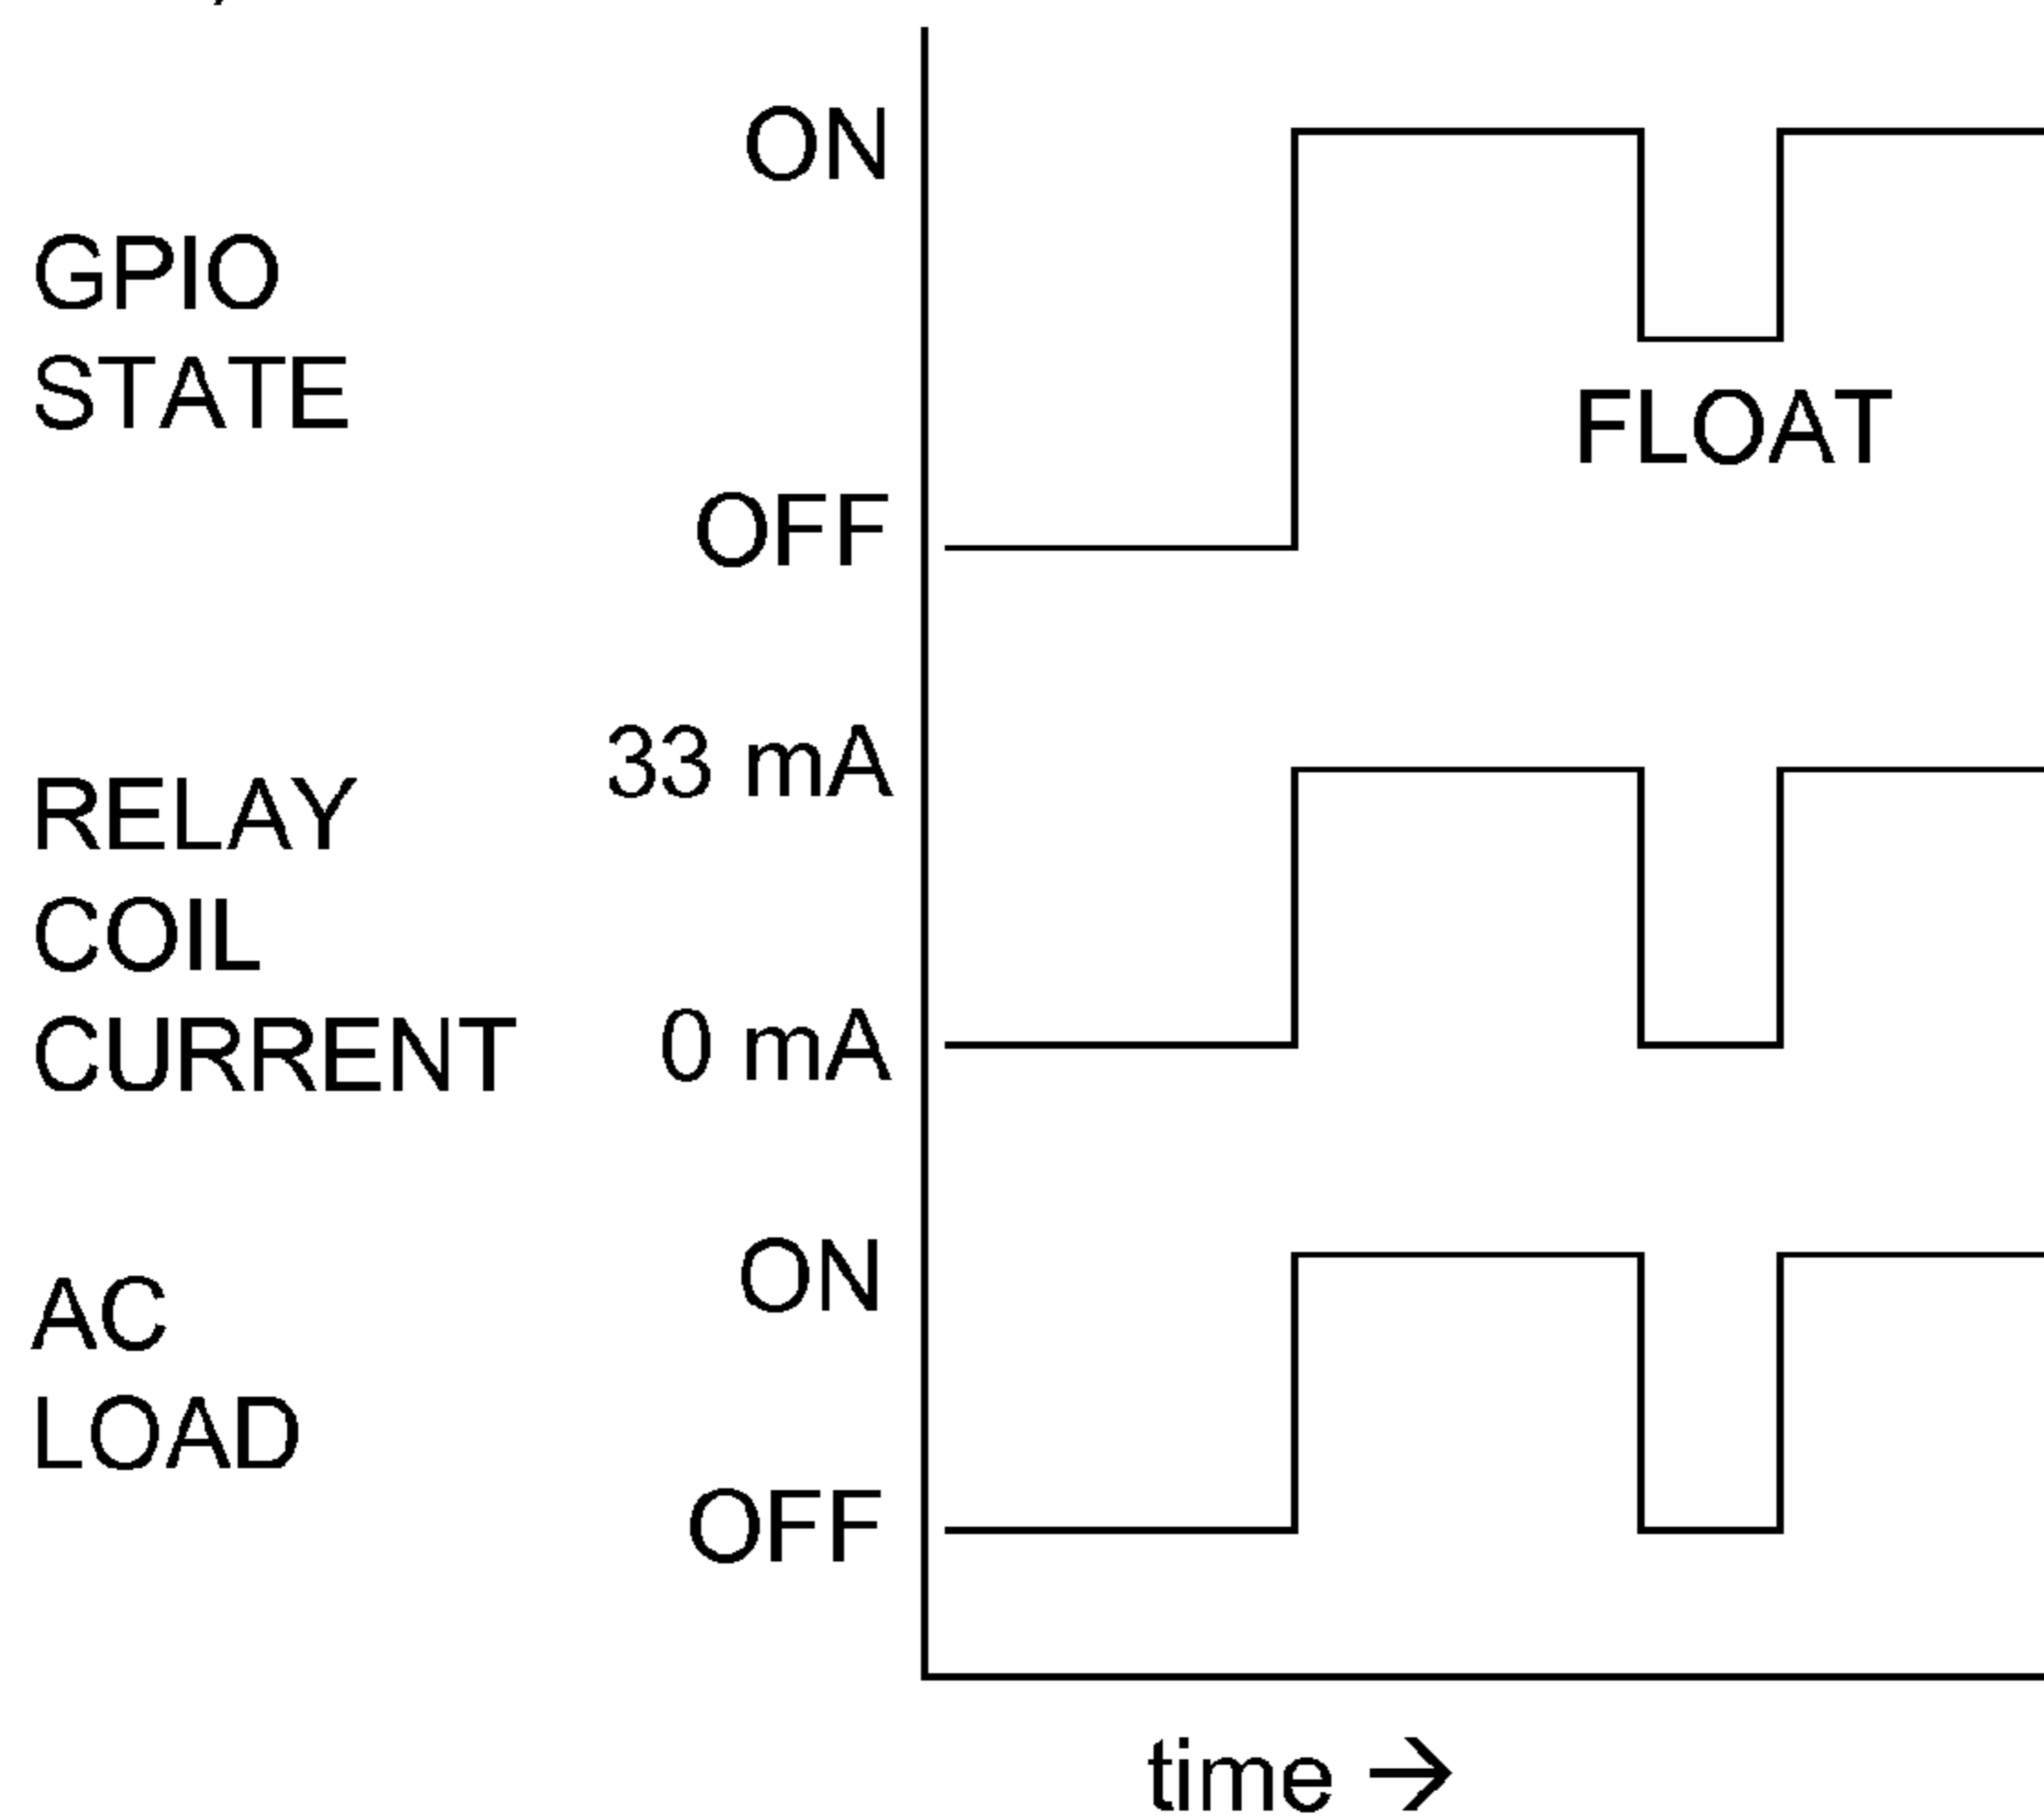 ON
GPIO
STATE
FLOAT
OFF
33 mA
RELAY
COIL
CURRENT
0 mA
ON
AC
LOAD
OFF
time →